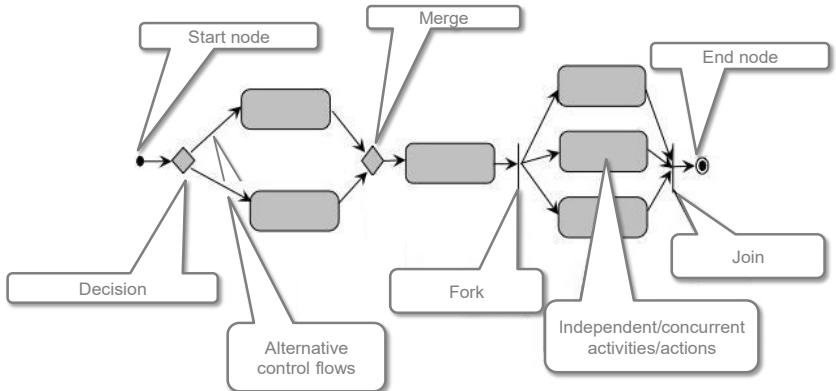 Start node
Merge
End node
Decision
Alternative
control flows
Fork
Independent/concurrent
activities/actions
Join